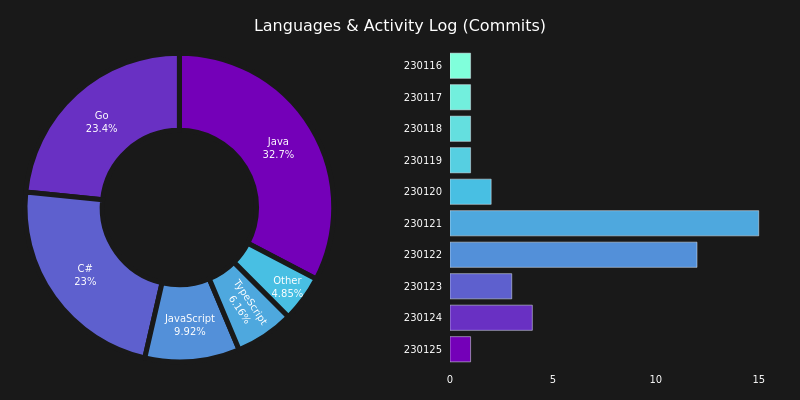 Languages & Activity Log (Commits)
Java
32.7%
Go
23.4%
C#
23%
JavaScript
9.92%
TypeScript
6.16%
Other
4.85%
230116
230117
230118
230119
230120
230121
230122
230123
230124
230125
0
5
10
15